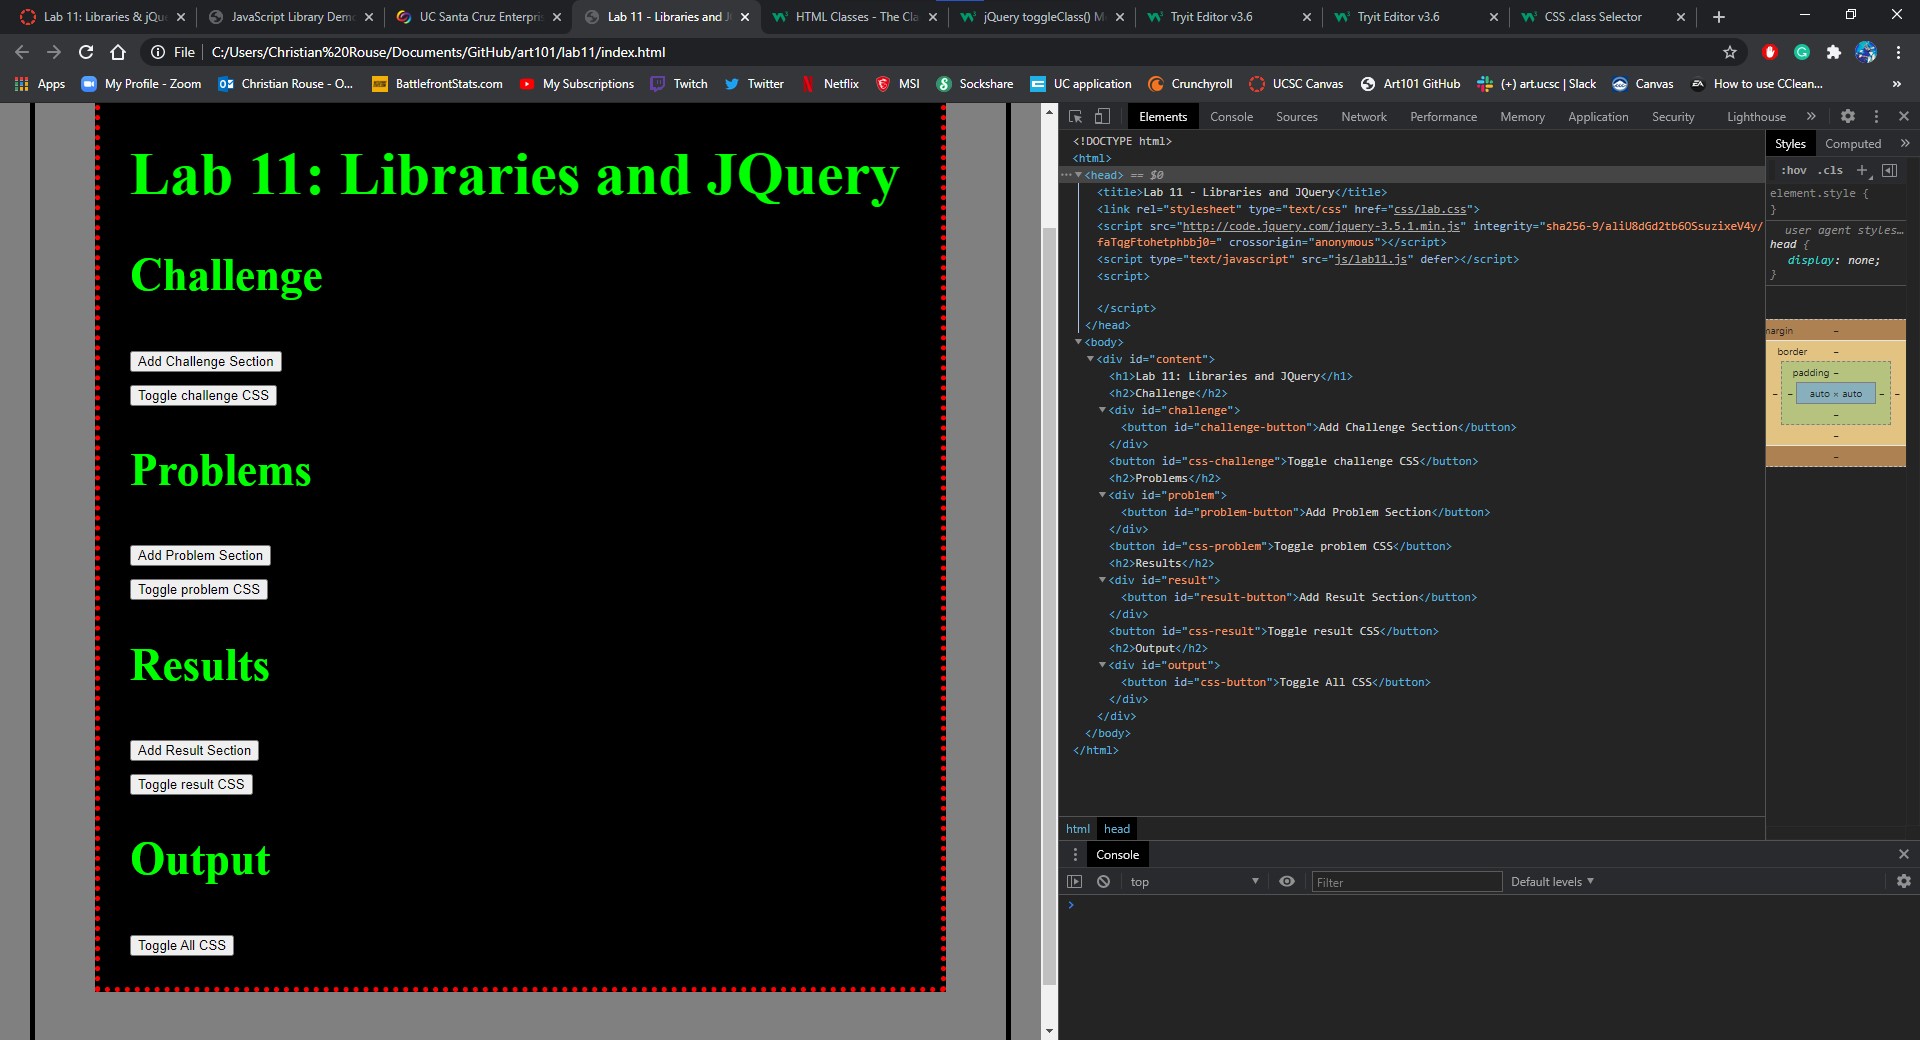 Lab 11: Libraries & jQu
JavaScript Library Dem
UC Santa Cruz Enterpri
Lab 11 - Libraries and J
HTML Classes - The Cla
jQuery toggleClass() M
Tryit Editor v3.6
Tryit Editor v3.6
CSS .class Selector
File
C:/Users/Christian%20Rouse/Documents/GitHub/art101/lab11/index.html
Apps
My Profile - Zoom
Christian Rouse - O...
BattlefrontStats.com
My Subscriptions
Twitch
Twitter
Netflix
MSI
Sockshare
UC application
Crunchyroll
UCSC Canvas
Art101 GitHub
(+) art.ucsc | Slack
Canvas
How to use CClean...
»
Lab 11: Libraries and JQuery
Challenge
Add Challenge Section
Toggle challenge CSS
Problems
Add Problem Section
Toggle problem CSS
Results
Add Result Section
Toggle result CSS
Output
Toggle All CSS
Elements Console Sources Network Performance Memory Application Security Lighthouse »
<!DOCTYPE html>
<html>
<head> == $0
<title>Lab 11 - Libraries and JQuery</title>
<link rel="stylesheet" type="text/css" href="css/lab.css">
<script src="http://code.jquery.com/jquery-3.5.1.min.js" integrity="sha256-9/aliU8dGd2tb6OSsuzixeV4y/
faTqgFtohetphbbj0=" crossorigin="anonymous"></script>
<script type="text/javascript" src="js/lab11.js" defer></script>
<script>
</script>
</head>
<body>
<div id="content">
<h1>Lab 11: Libraries and JQuery</h1>
<h2>Challenge</h2>
<div id="challenge">
<button id="challenge-button">Add Challenge Section</button>
</div>
<button id="css-challenge">Toggle challenge CSS</button>
<h2>Problems</h2>
<div id="problem">
<button id="problem-button">Add Problem Section</button>
</div>
<button id="css-problem">Toggle problem CSS</button>
<h2>Results</h2>
<div id="result">
<button id="result-button">Add Result Section</button>
</div>
<button id="css-result">Toggle result CSS</button>
<h2>Output</h2>
<div id="output">
<button id="css-button">Toggle All CSS</button>
</div>
</div>
</body>
</html>
Styles Computed »
:hov .cls +
element.style {
}
user agent styles…
head {
display: none;
}
margin –
border –
padding –
– – auto × auto – –
–
–
–
html head
Console
top
Filter
Default levels